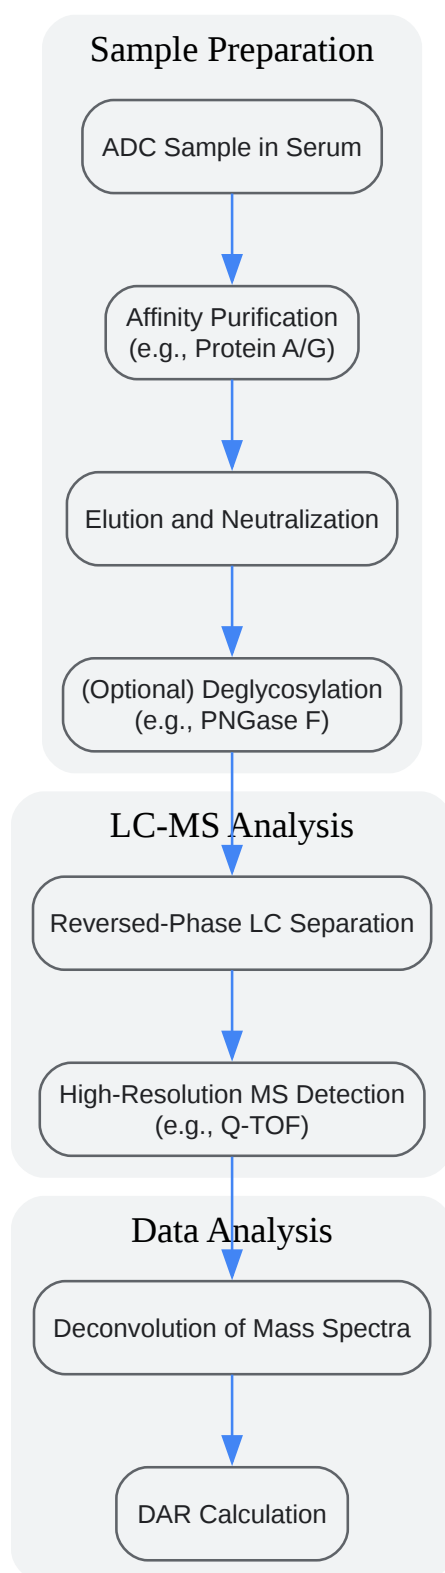 Sample Preparation
ADC Sample in Serum
Affinity Purification
(e.g., Protein A/G)
Elution and Neutralization
(Optional) Deglycosylation
(e.g., PNGase F)
LC-MS Analysis
Reversed-Phase LC Separation
High-Resolution MS Detection
(e.g., Q-TOF)
Data Analysis
Deconvolution of Mass Spectra
DAR Calculation